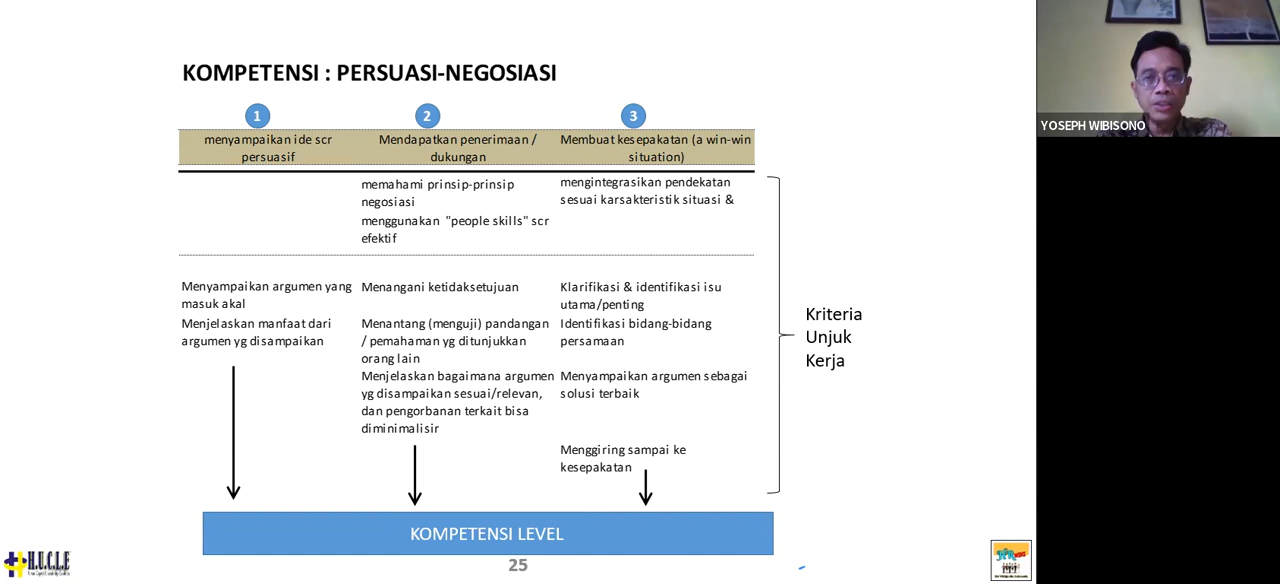 KOMPETENSI : PERSUASI-NEGOSIASI
1
2
3
menyampaikan ide scr
persuasif
Mendapatkan penerimaan /
dukungan
Membuat kesepakatan (a win-win
situation)
memahami prinsip-prinsip
negosiasi
menggunakan "people skills" scr
efektif
mengintegrasikan pendekatan
sesuai karsakteristik situasi &
Menyampaikan argumen yang
masuk akal
Menjelaskan manfaat dari
argumen yg disampaikan
Menangani ketidaksetujuan
Menantang (menguji) pandangan
/ pemahaman yg ditunjukkan
orang lain
Menjelaskan bagaimana argumen
yg disampaikan sesuai/relevan,
dan pengorbanan terkait bisa
diminimalisir
Klarifikasi & identifikasi isu
utama/penting
Identifikasi bidang-bidang
persamaan
Menyampaikan argumen sebagai
solusi terbaik
Menggiring sampai ke
kesepakatan
Kriteria
Unjuk
Kerja
KOMPETENSI LEVEL
25
H.U.C.L.E
YOSEPH WIBISONO